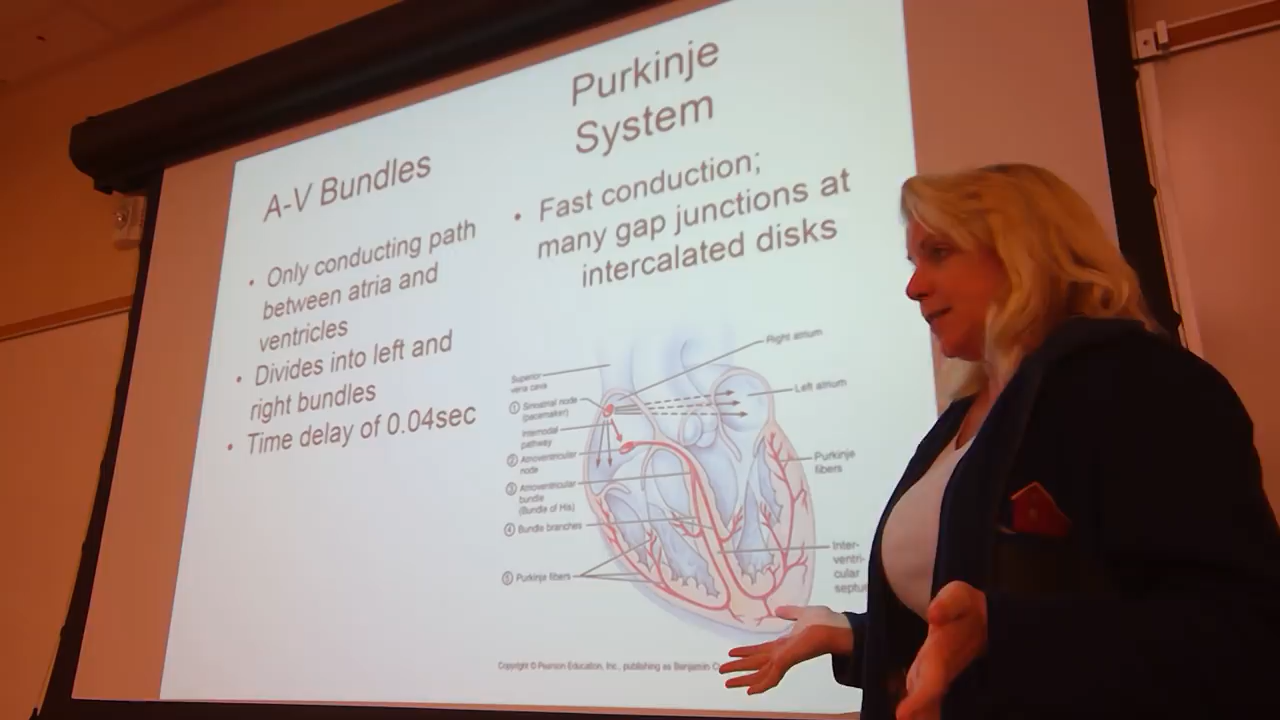 Purkinje
System
A-V Bundles
• Only conducting path
between atria and
ventricles
• Divides into left and
right bundles
• Time delay of 0.04sec
• Fast conduction;
many gap junctions at
intercalated disks
Right atrium
Superior
vena cava
Left atrium
1 Sinoatrial node
(pacemaker)
Internodal
pathway
2 Atrioventricular
node
Purkinje
fibers
3 Atrioventricular
bundle
(Bundle of His)
4 Bundle branches
Inter-
ventri-
cular
5 Purkinje fibers
Copyright © Pearson Education, Inc., publishing as Benjamin